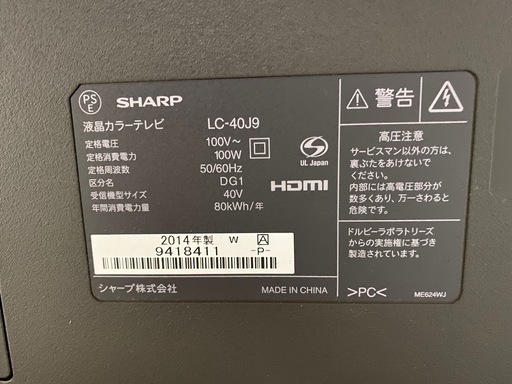 PSE
SHARP
液晶カラーテレビ LC-40J9
定格電圧 100V~
定格消費電力 100W
定格周波数 50/60Hz
区分名 DG1
受信機型サイズ 40V
年間消費電力量 80kWh/年
UL Japan
HDMI
2014年製 W A
9418411 -P-
シャープ株式会社 MADE IN CHINA
警告
高圧注意
サービスマン以外の方は、
裏ぶたをあけないで
ください。
内部には高電圧部分が
数多くあり、万一さわると
危険です。
ドルビーラボラトリーズ
からの実施権に基づき
製造されています。
>PC< ME624WJ